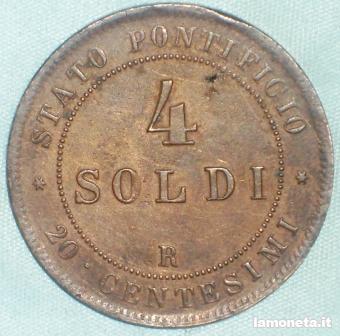 STATO PONTIFICIO
4
SOLDI
R
* 20 · CENTESIMI *
lamoneta.it